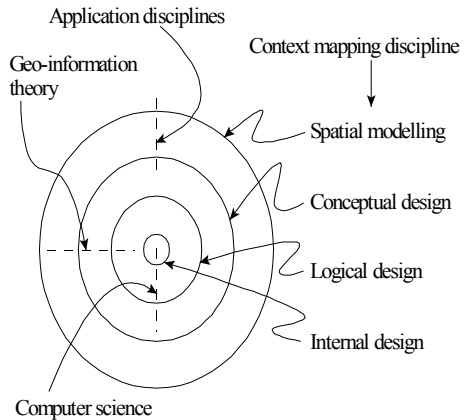 Application disciplines
Geo-information
theory
Context mapping discipline
Spatial modelling
Conceptual design
Logical design
Internal design
Computer science